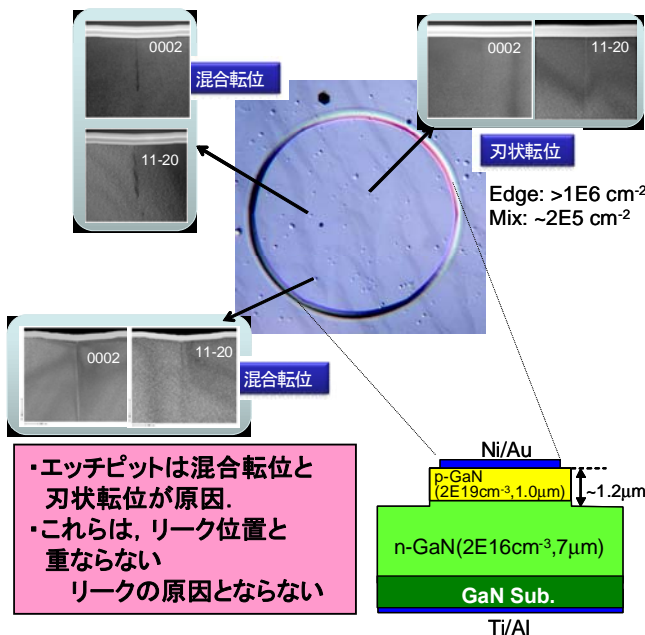 0002
混合転位
11-20
0002
11-20
刃状転位
Edge: >1E6 cm-2
Mix: ~2E5 cm-2
0002
11-20
混合転位
・エッチピットは混合転位と
刃状転位が原因.
・これらは, リーク位置と
重ならない
リークの原因とならない
Ni/Au
p-GaN
(2E19cm-3,1.0μm)
~1.2μm
n-GaN(2E16cm-3,7μm)
GaN Sub.
Ti/Al